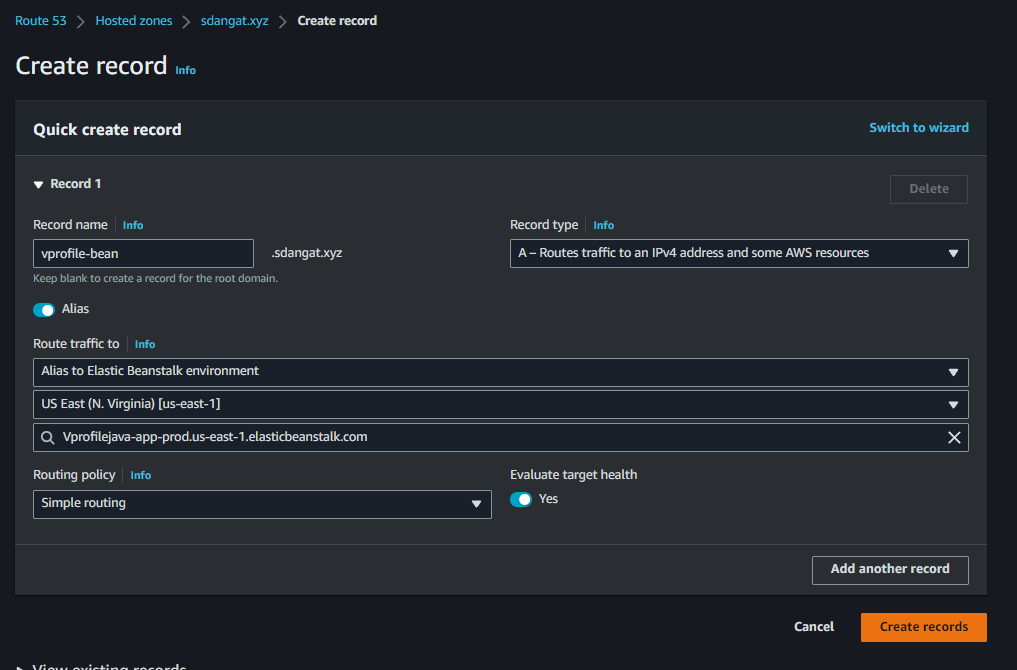 Route 53 > Hosted zones > sdangat.xyz > Create record
Create record Info
Quick create record Switch to wizard
Record 1 Delete
Record name Info Record type Info
vprofile-bean .sdangat.xyz A – Routes traffic to an IPv4 address and some AWS resources
Keep blank to create a record for the root domain.
Alias
Route traffic to Info
Alias to Elastic Beanstalk environment
US East (N. Virginia) [us-east-1]
Vprofilejava-app-prod.us-east-1.elasticbeanstalk.com
Routing policy Info Evaluate target health
Simple routing Yes
Add another record
Cancel Create records
View existing records